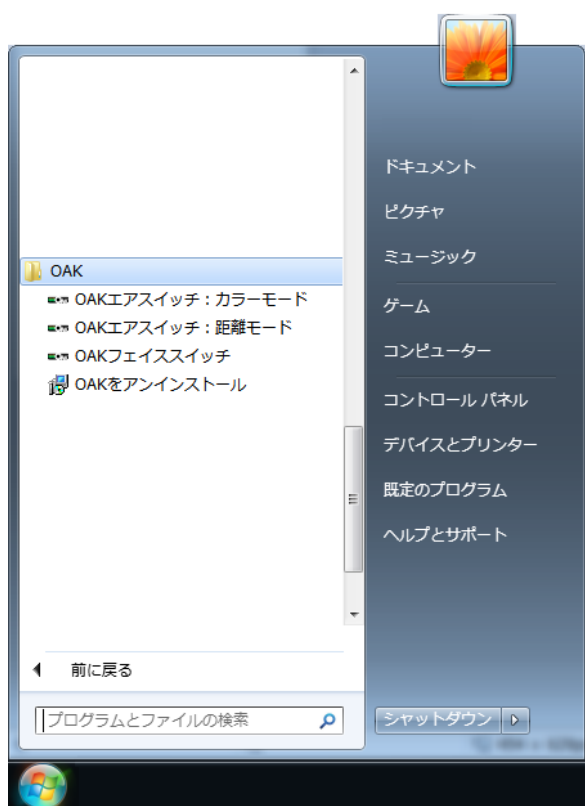 OAK
OAKエアスイッチ：カラーモード
OAKエアスイッチ：距離モード
OAKフェイススイッチ
OAKをアンインストール
前に戻る
プログラムとファイルの検索
ドキュメント
ピクチャ
ミュージック
ゲーム
コンピューター
コントロール パネル
デバイスとプリンター
既定のプログラム
ヘルプとサポート
シャットダウン